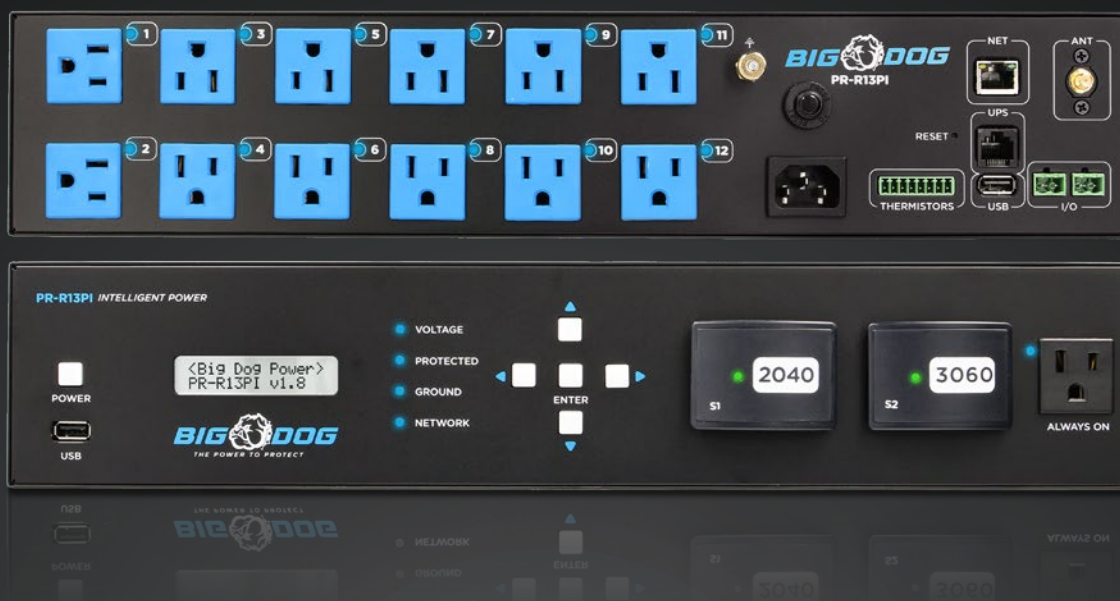 1
3
5
7
9
11
BIG DOG
PR-R13PI
NET
ANT
UPS
RESET
2
4
6
8
10
12
THERMISTORS
USB
I/O
PR-R13PI INTELLIGENT POWER
POWER
USB
<Big Dog Power>
PR-R13PI v1.8
BIG DOG
THE POWER TO PROTECT
VOLTAGE
PROTECTED
GROUND
NETWORK
ENTER
2040
S1
3060
S2
ALWAYS ON